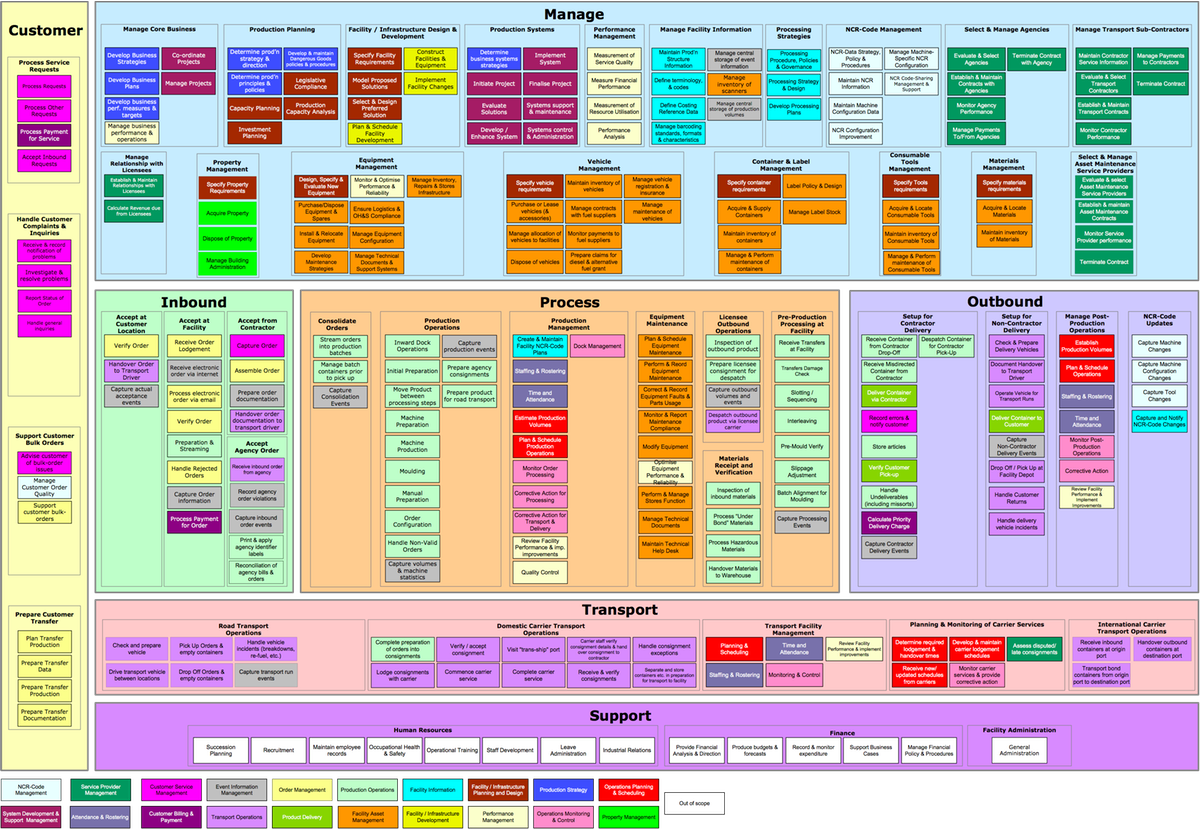 Customer
Process Service
Requests
Process Requests
Process Other
Requests
Process Payment
for Service
Accept Inbound
Requests
Handle Customer
Complaints &
Inquiries
Receive & record
notification of
problems
Investigate &
resolve problems
Report Status of
Order
Handle general
inquiries
Support Customer
Bulk Orders
Advise customer
of bulk-order
issues
Manage
Customer Order
Quality
Support
customer bulk-
orders
Prepare Customer
Transfer
Plan Transfer
Production
Prepare Transfer
Data
Prepare Transfer
Production
Prepare Transfer
Documentation
Manage
Manage Core Business
Develop Business
Strategies
Co-ordinate
Projects
Develop Business
Plans
Manage Projects
Develop business
perf. measures &
targets
Manage business
performance &
operations
Production Planning
Determine prod'n
strategy &
direction
Develop & maintain
Dangerous Goods
policies & procedures
Determine prod'n
policies &
principles
Legislative
Compliance
Capacity Planning
Production
Capacity Analysis
Investment
Planning
Facility / Infrastructure Design &
Development
Specify Facility
Requirements
Construct
Facilities &
Equipment
Model Proposed
Solutions
Implement
Facility Changes
Select & Design
Preferred
Solution
Plan & Schedule
Facility
Development
Production Systems
Determine
business systems
strategy
Implement
System
Initiate Project
Finalise Project
Evaluate
Solutions
Systems support
& maintenance
Develop /
Enhance System
Systems control
& Administration
Performance
Management
Measurement of
Service Quality
Measure Financial
Performance
Measurement of
Resource Utilisation
Performance
Analysis
Manage Facility Information
Maintain Prod'n
Structure
Information
Manage central
storage of event
information
Define terminology,
& codes
Manage
inventory of
scanners
Define Costing
Reference Data
Manage central
storage of production
volumes
Manage barcoding
standards, formats
& characteristics
Processing
Strategies
Processing
Procedure, Policies
& Governance
Processing Strategy
& Design
Develop Processing
Plans
NCR-Code Management
NCR-Data Strategy,
Policy &
Procedures
Manage Machine-
Specific NCR
Configuration
Maintain NCR
Information
NCR Code-Sharing
Management &
Support
Maintain Machine
Configuration Data
NCR Configuration
Improvement
Select & Manage Agencies
Evaluate & Select
Agencies
Terminate Contract
with Agency
Establish & Maintain
Contracts with
Agencies
Monitor Agency
Performance
Manage Payments
To/From Agencies
Manage Transport Sub-Contractors
Maintain Contractor
Service Information
Manage Payments
to Contractors
Evaluate & Select
Transport
Contractors
Terminate Contract
Establish & Maintain
Transport Contracts
Monitor Contractor
Performance
Manage
Relationship with
Licensees
Establish & Maintain
Relationships with
Licensees
Calculate Revenue due
from Licensees
Property
Management
Specify Property
Requirements
Acquire Property
Dispose of Property
Manage Building
Administration
Equipment
Management
Design, Specify &
Evaluate New
Equipment
Monitor & Optimise
Performance &
Reliability
Manage Inventory,
Repairs & Stores
Infrastructure
Purchase/Dispose
Equipment &
Spares
Ensure Logistics &
OH&S Compliance
Install & Relocate
Equipment
Manage Equipment
Configuration
Develop
Maintenance
Strategies
Manage Technical
Documents &
Support Systems
Vehicle
Management
Specify vehicle
requirements
Maintain inventory of
vehicles
Manage vehicle
registration &
insurance
Purchase or Lease
vehicles (&
accessories)
Manage contracts
with fuel suppliers
Manage
maintenance of
vehicles
Manage allocation of
vehicles to facilities
Monitor payments to
fuel suppliers
Dispose of vehicles
Prepare claims for
diesel & alternative
fuel grant
Container & Label
Management
Specify container
requirements
Label Policy & Design
Acquire & Supply
Containers
Manage Label Stock
Maintain inventory of
containers
Manage & Perform
maintenance of
containers
Consumable
Tools Management
Specify Tools
requirements
Acquire & Locate
Consumable Tools
Maintain inventory
of Consumable Tools
Manage & Perform
maintenance of
Consumable Tools
Materials
Management
Specify materials
requirements
Acquire & Locate
Materials
Maintain inventory
of Materials
Select & Manage
Asset Maintenance
Service Providers
Evaluate & select
Asset Maintenance
Service Providers
Establish & maintain
Asset Maintenance
Contracts
Monitor Service
Provider performance
Terminate Contract
Inbound
Accept at
Customer
Location
Verify Order
Handover Order
to Transport
Driver
Capture actual
acceptance
events
Accept at
Facility
Receive Order
Lodgement
Receive electronic
order via internet
Process electronic
order via email
Verify Order
Preparation &
Streaming
Handle Rejected
Orders
Capture Order
information
Process Payment
for Order
Accept from
Contractor
Capture Order
Assemble Order
Prepare order
documentation
Handover order
documentation to
transport driver
Accept
Agency Order
Receive inbound order
from agency
Record agency
order violations
Capture inbound
order events
Print & apply
agency identifier
labels
Reconciliation of
agency bills &
orders
Process
Consolidate
Orders
Stream orders
into production
batches
Manage batch
containers prior
to pick up
Capture
Consolidation
Events
Production
Operations
Inward Dock
Operations
Capture
production events
Initial Preparation
Prepare agency
consignments
Move Product
between
processing steps
Prepare product
for road transport
Machine
Preparation
Machine
Production
Moulding
Manual
Preparation
Order
Configuration
Handle Non-Valid
Orders
Capture volumes
& machine
statistics
Production
Management
Create & Maintain
Facility NCR-Code
Plans
Dock Management
Staffing & Rostering
Time and
Attendance
Estimate Production
Volumes
Plan & Schedule
Production
Operations
Monitor Order
Processing
Corrective Action for
Processing
Corrective Action for
Transport &
Delivery
Review Facility
Performance & imp.
improvements
Quality Control
Equipment
Maintenance
Plan & Schedule
Equipment
Maintenance
Perform & Record
Equipment
Maintenance
Correct & Record
Equipment Faults &
Parts Usage
Monitor & Report
Maintenance
Compliance
Modify Equipment
Optimise
Equipment
Performance &
Reliability
Perform & Manage
Stores Function
Manage Technical
Documents
Maintain Technical
Help Desk
Licensee
Outbound
Operations
Inspection of
outbound product
Prepare licensee
consignment for
despatch
Capture outbound
volumes and
events
Despatch outbound
product via licensee
carrier
Materials
Receipt and
Verification
Inspection of
inbound materials
Process "Under
Bond" Materials
Process Hazardous
Materials
Handover Materials
to Warehouse
Pre-Production
Processing at
Facility
Receive Transfers
at Facility
Transfers Damage
Check
Slotting /
Sequencing
Interleaving
Pre-Mould Verify
Slippage
Adjustment
Batch Alignment for
Moulding
Capture Processing
Events
Outbound
Setup for
Contractor
Delivery
Receive Container
from Contractor
Drop-Off
Despatch Container
for Contractor
Pick-Up
Receive Misdirected
Container from
Contractor
Deliver Container
via Contractor
Record errors &
notify customer
Store articles
Verify Customer
Pick-up
Handle
Undeliverables
(including missorts)
Calculate Priority
Delivery Charge
Capture Contractor
Delivery Events
Setup for
Non-Contractor
Delivery
Check & Prepare
Delivery Vehicles
Document Handover
to Transport
Driver
Operate Vehicle for
Transport Runs
Deliver Container to
Customer
Capture
Non-Contractor
Delivery Events
Drop Off / Pick Up at
Facility Depot
Handle Customer
Returns
Handle delivery
vehicle incidents
Manage Post-
Production
Operations
Establish
Production Volumes
Plan & Schedule
Operations
Staffing & Rostering
Time and
Attendance
Monitor Post-
Production
Operations
Corrective Action
Review Facility
Performance &
Implement
Improvements
NCR-Code
Updates
Capture Machine
Changes
Capture Machine
Configuration
Changes
Capture Tool
Changes
Capture and Notify
NCR-Code Changes
Transport
Road Transport
Operations
Check and prepare
vehicle
Pick Up Orders &
empty containers
Handle vehicle
incidents (breakdowns,
re-fuel, etc.)
Drive transport vehicle
between locations
Drop Off Orders &
empty containers
Capture transport run
events
Domestic Carrier Transport
Operations
Complete preparation
of orders into
consignments
Verify / accept
consignment
Visit "trans-ship" port
Carrier staff verify
consignment details & hand
over consignment to
contractor
Handle consignment
exceptions
Lodge consignments
with carrier
Commence carrier
service
Complete carrier
service
Receive & verify
consignments
Separate and store
containers etc. in preparation
for transport to facility
Transport Facility
Management
Planning &
Scheduling
Time and
Attendance
Review Facility
Performance & implement
improvements
Staffing & Rostering
Monitoring & Control
Planning & Monitoring of Carrier Services
Determine required
lodgement &
handover times
Develop & maintain
carrier lodgement
schedules
Assess disputed/
late consignments
Receive new/
updated schedules
from carriers
Monitor carrier
services & provide
corrective action
International Carrier
Transport Operations
Receive inbound
containers at
origin port
Handover outbound
containers at
destination port
Transport bond
containers from origin
port to destination port
Support
Human Resources
Succession
Planning
Recruitment
Maintain employee
records
Occupational Health
& Safety
Operational Training
Staff Development
Leave
Administration
Industrial Relations
Finance
Provide Financial
Analysis & Direction
Produce budgets &
forecasts
Record & monitor
expenditure
Support Business
Cases
Manage Financial
Policy & Procedures
Facility Administration
General
Administration
NCR-Code
Management
Service Provider
Management
Customer Service
Management
Event Information
Management
Order Management
Production Operations
Facility Information
Facility / Infrastructure
Planning and Design
Production Strategy
Operations Planning
& Scheduling
Out of scope
System Development &
Support Management
Attendance & Rostering
Customer Billing &
Payment
Transport Operations
Product Delivery
Facility Asset
Management
Facility / Infrastructure
Development
Performance
Management
Operations Monitoring
& Control
Property Management